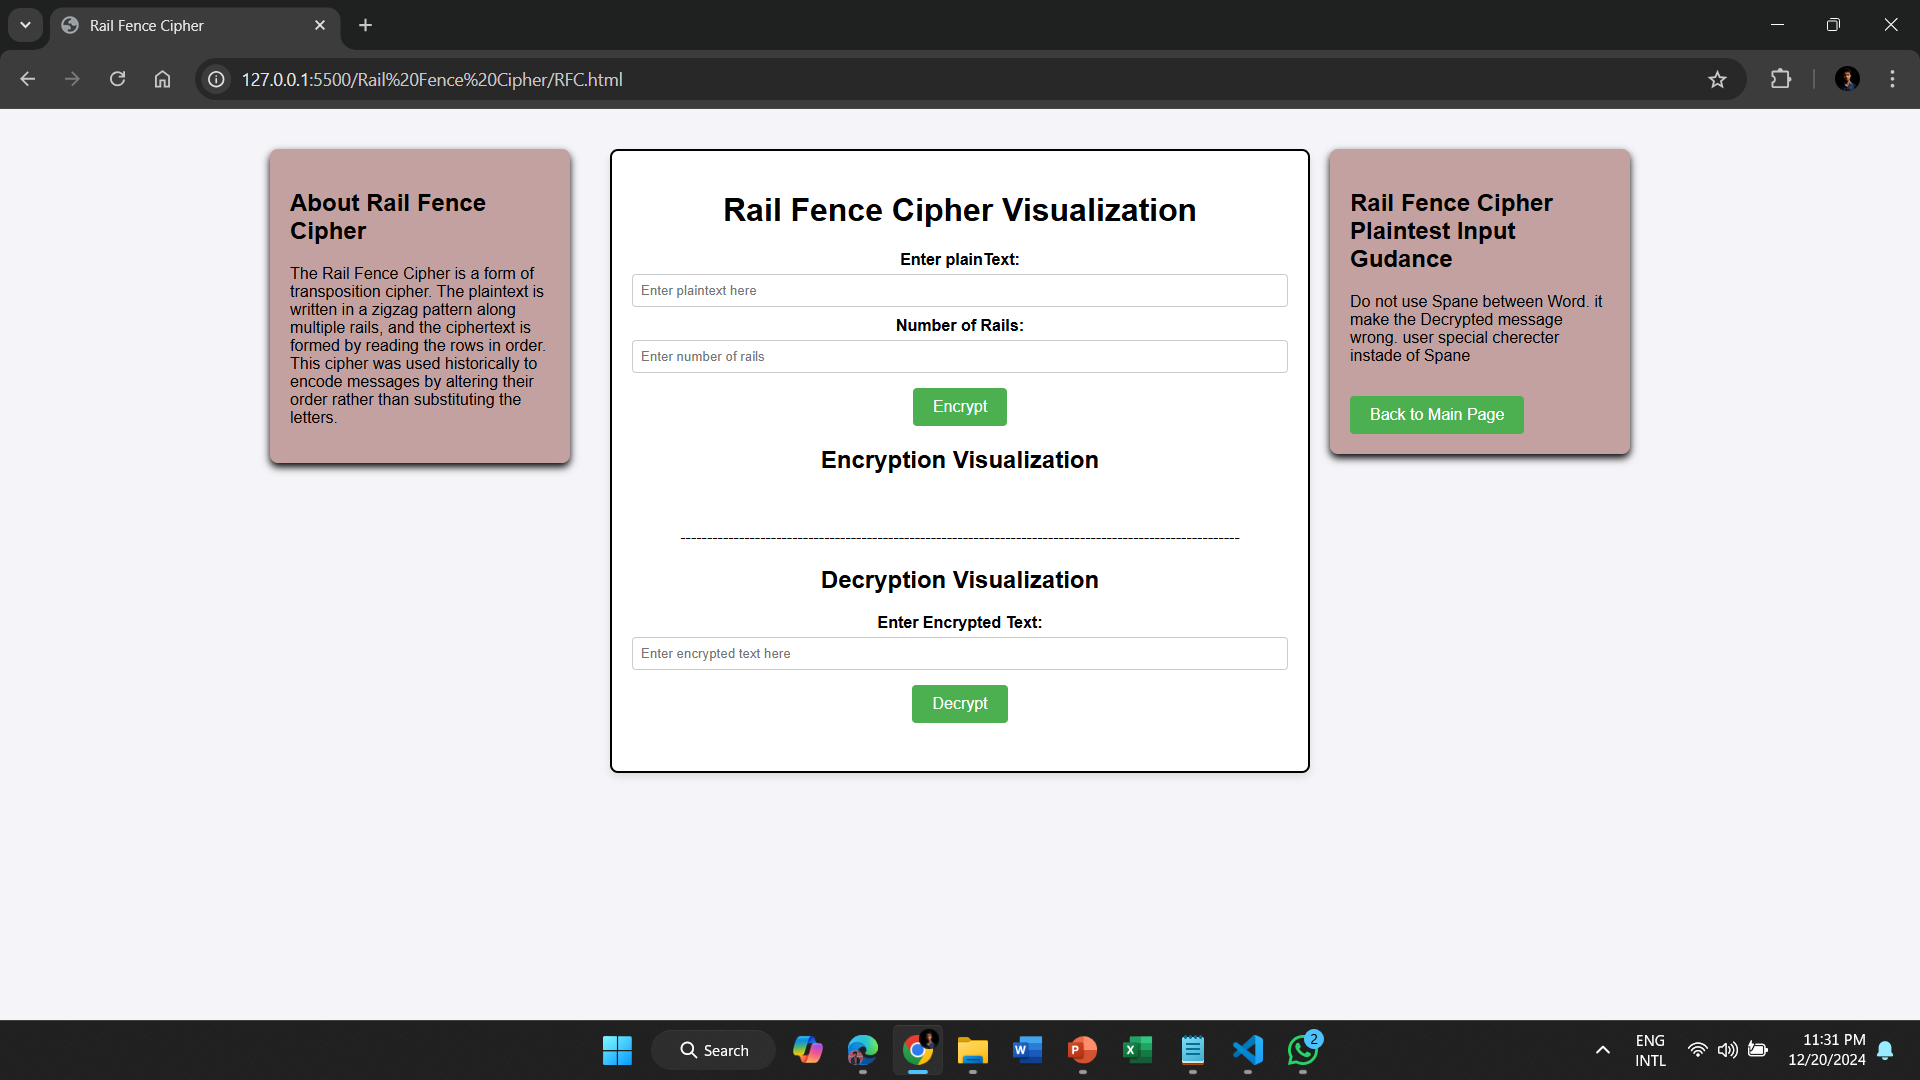 Rail Fence Cipher
127.0.0.1:5500/Rail%20Fence%20Cipher/RFC.html
About Rail Fence
Cipher
The Rail Fence Cipher is a form of
transposition cipher. The plaintext is
written in a zigzag pattern along
multiple rails, and the ciphertext is
formed by reading the rows in order.
This cipher was used historically to
encode messages by altering their
order rather than substituting the
letters.
Rail Fence Cipher Visualization
Enter plainText:
Enter plaintext here
Number of Rails:
Enter number of rails
Encrypt
Encryption Visualization
---------------------------------------------------------------------------------------------------------
Decryption Visualization
Enter Encrypted Text:
Enter encrypted text here
Decrypt
Rail Fence Cipher
Plaintest Input
Gudance
Do not use Spane between Word. it
make the Decrypted message
wrong. user special cherecter
instade of Spane
Back to Main Page
Search
W
P
X
2
ENG
INTL
11:31 PM
12/20/2024